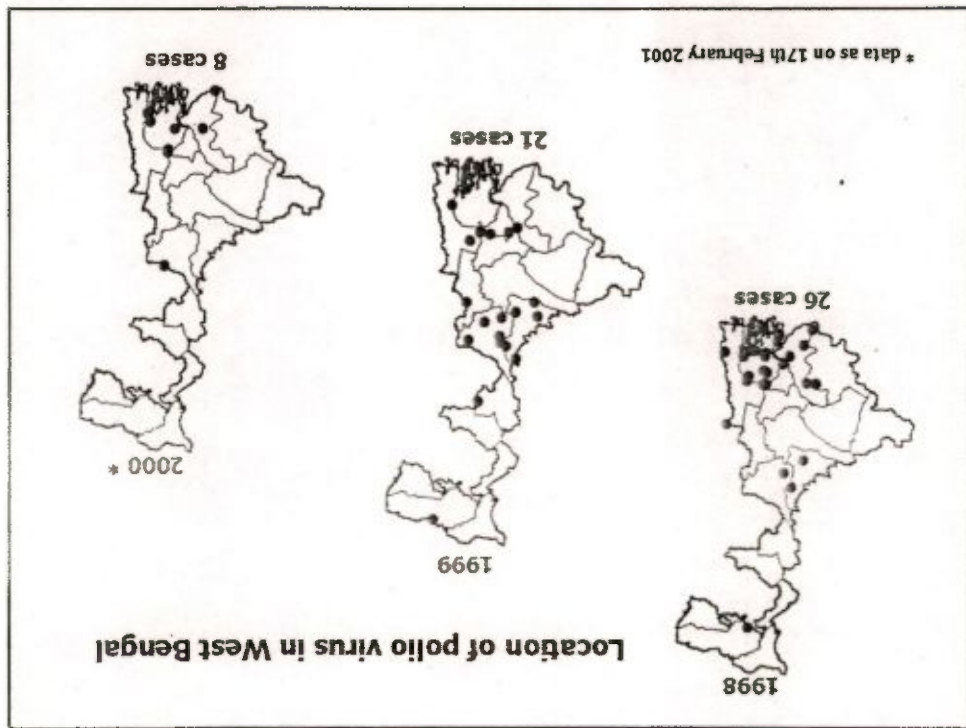 Location of polio virus in West Bengal
1998
1999
2000 *
26 cases
21 cases
8 cases
* data as on 17th February 2001